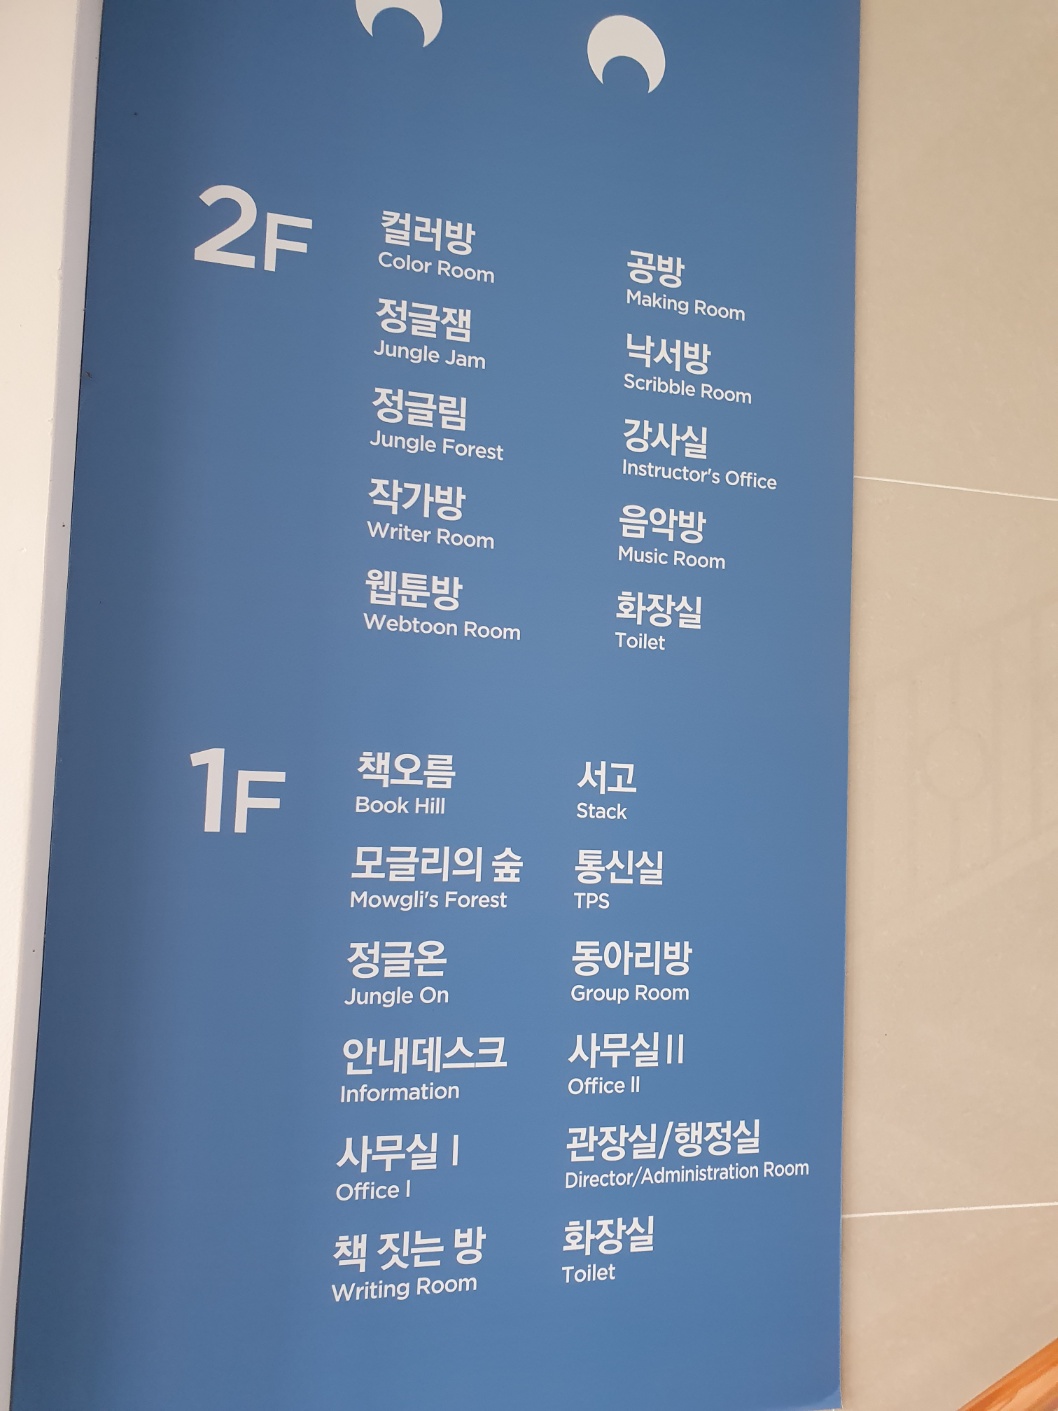 2F
컬러방
Color Room
정글잼
Jungle Jam
정글림
Jungle Forest
작가방
Writer Room
웹툰방
Webtoon Room
공방
Making Room
낙서방
Scribble Room
강사실
Instructor's Office
음악방
Music Room
화장실
Toilet
1F
책오름
Book Hill
모글리의 숲
Mowgli's Forest
정글온
Jungle On
안내데스크
Information
사무실 I
Office I
책 짓는 방
Writing Room
서고
Stack
통신실
TPS
동아리방
Group Room
사무실 II
Office II
관장실/행정실
Director/Administration Room
화장실
Toilet